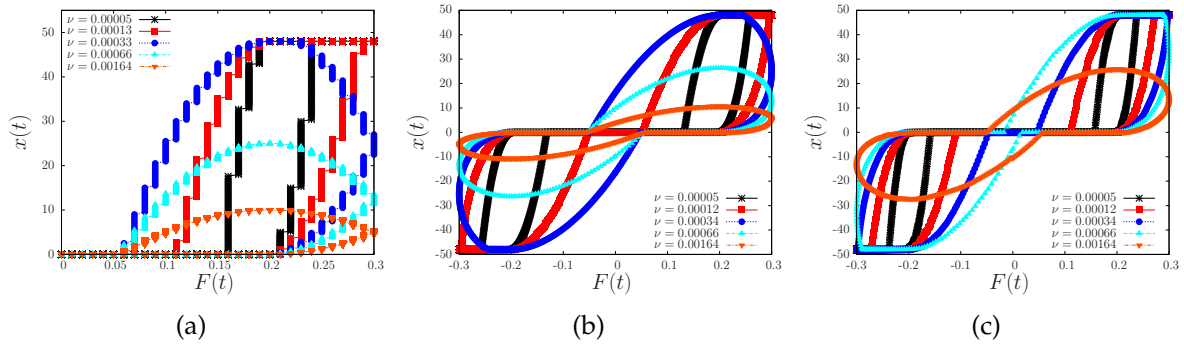 ν = 0.00005
ν = 0.00013
ν = 0.00033
ν = 0.00066
ν = 0.00164
x(t)
50
40
30
20
10
0
0 0.05 0.1 0.15 0.2 0.25 0.3
F(t)
(a)
x(t)
50
40
30
20
10
0
-10
-20
-30
-40
-50
ν = 0.00005
ν = 0.00012
ν = 0.00034
ν = 0.00066
ν = 0.00164
-0.3 -0.2 -0.1 0 0.1 0.2 0.3
F(t)
(b)
x(t)
50
40
30
20
10
0
-10
-20
-30
-40
-50
ν = 0.00005
ν = 0.00012
ν = 0.00034
ν = 0.00066
ν = 0.00164
-0.3 -0.2 -0.1 0 0.1 0.2 0.3
F(t)
(c)